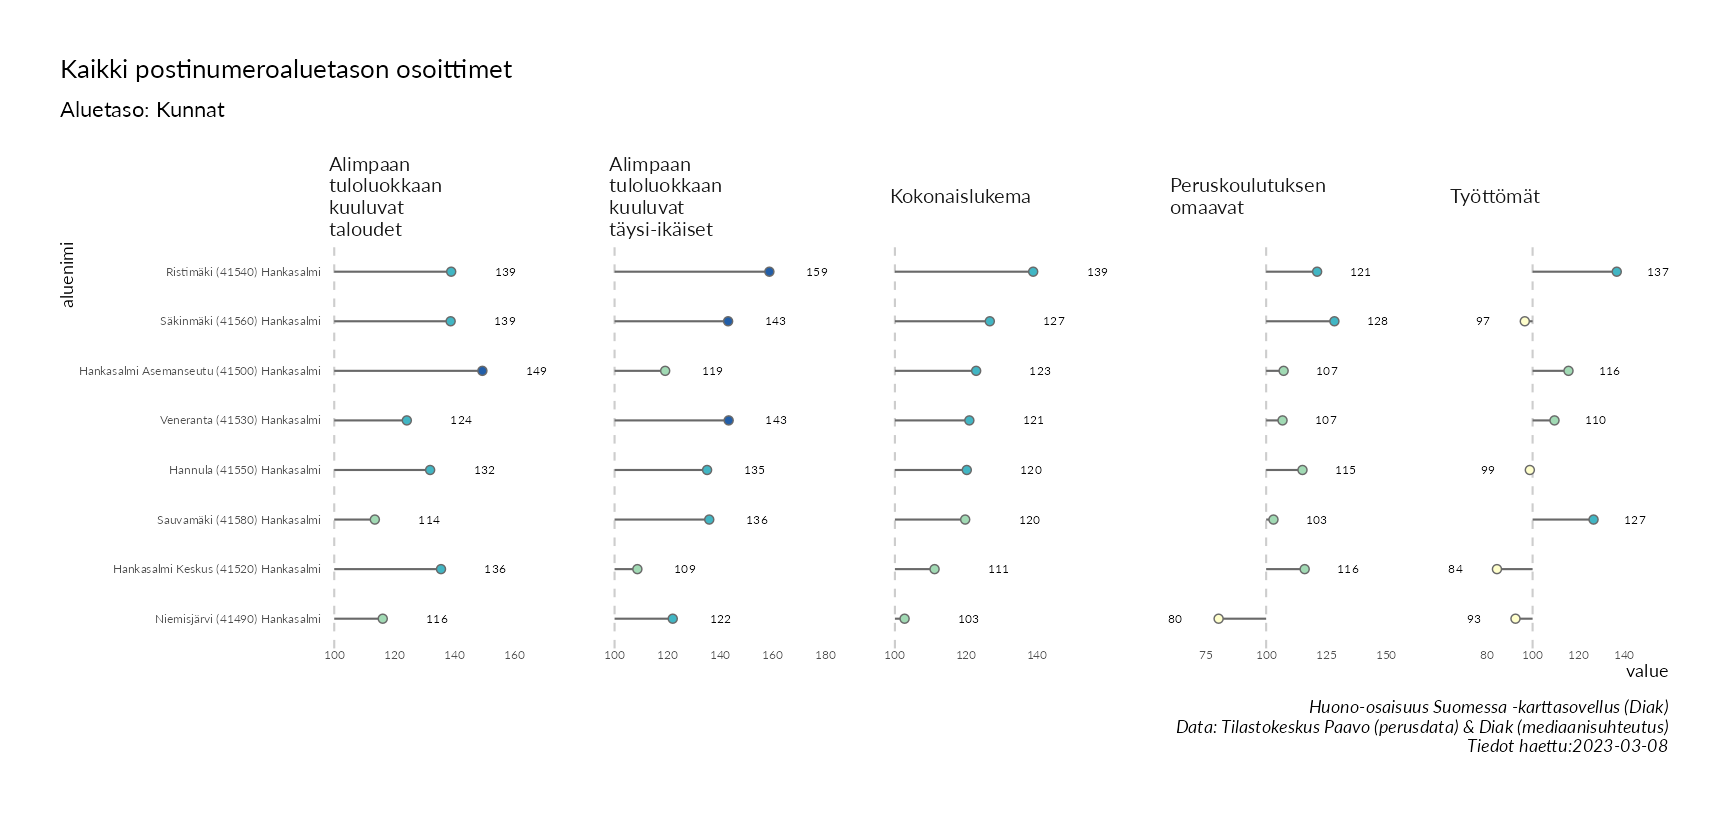 Kaikki postinumeroaluetason osoittimet
Aluetaso: Kunnat
Alimpaan
tuloluokkaan
kuuluvat
taloudet
Alimpaan
tuloluokkaan
kuuluvat
täysi-ikäiset
Kokonaislukema
Peruskoulutuksen
omaavat
Työttömät
aluenimi
Ristimäki (41540) Hankasalmi 139 159 139 121 137
Säkinmäki (41560) Hankasalmi 139 143 127 128 97
Hankasalmi Asemanseutu (41500) Hankasalmi 149 119 123 107 116
Veneranta (41530) Hankasalmi 124 143 121 107 110
Hannula (41550) Hankasalmi 132 135 120 115 99
Sauvamäki (41580) Hankasalmi 114 136 120 103 127
Hankasalmi Keskus (41520) Hankasalmi 136 109 111 116 84
Niemisjärvi (41490) Hankasalmi 116 122 103 80 93
100 120 140 160 100 120 140 160 180 100 120 140 75 100 125 150 80 100 120 140
value
Huono-osaisuus Suomessa -karttasovellus (Diak)
Data: Tilastokeskus Paavo (perusdata) & Diak (mediaanisuhteutus)
Tiedot haettu:2023-03-08